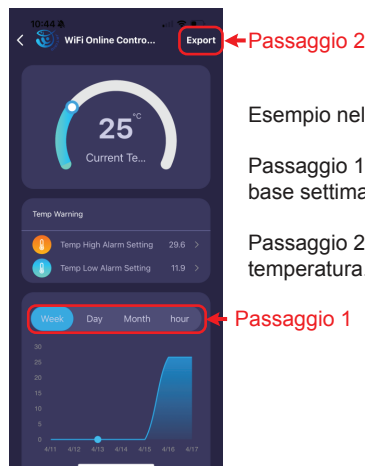 10:44
WiFi Online Contro...
Export
Passaggio 2
25
°C
Current Te...
Esempio nel
Passaggio 1
base settima
Passaggio 2
temperatura
Temp Warning
Temp High Alarm Setting 29.6 >
Temp Low Alarm Setting 11.9 >
Week Day Month hour
Passaggio 1
30
25
20
15
10
5
0
4/11 4/12 4/13 4/14 4/15 4/16 4/17